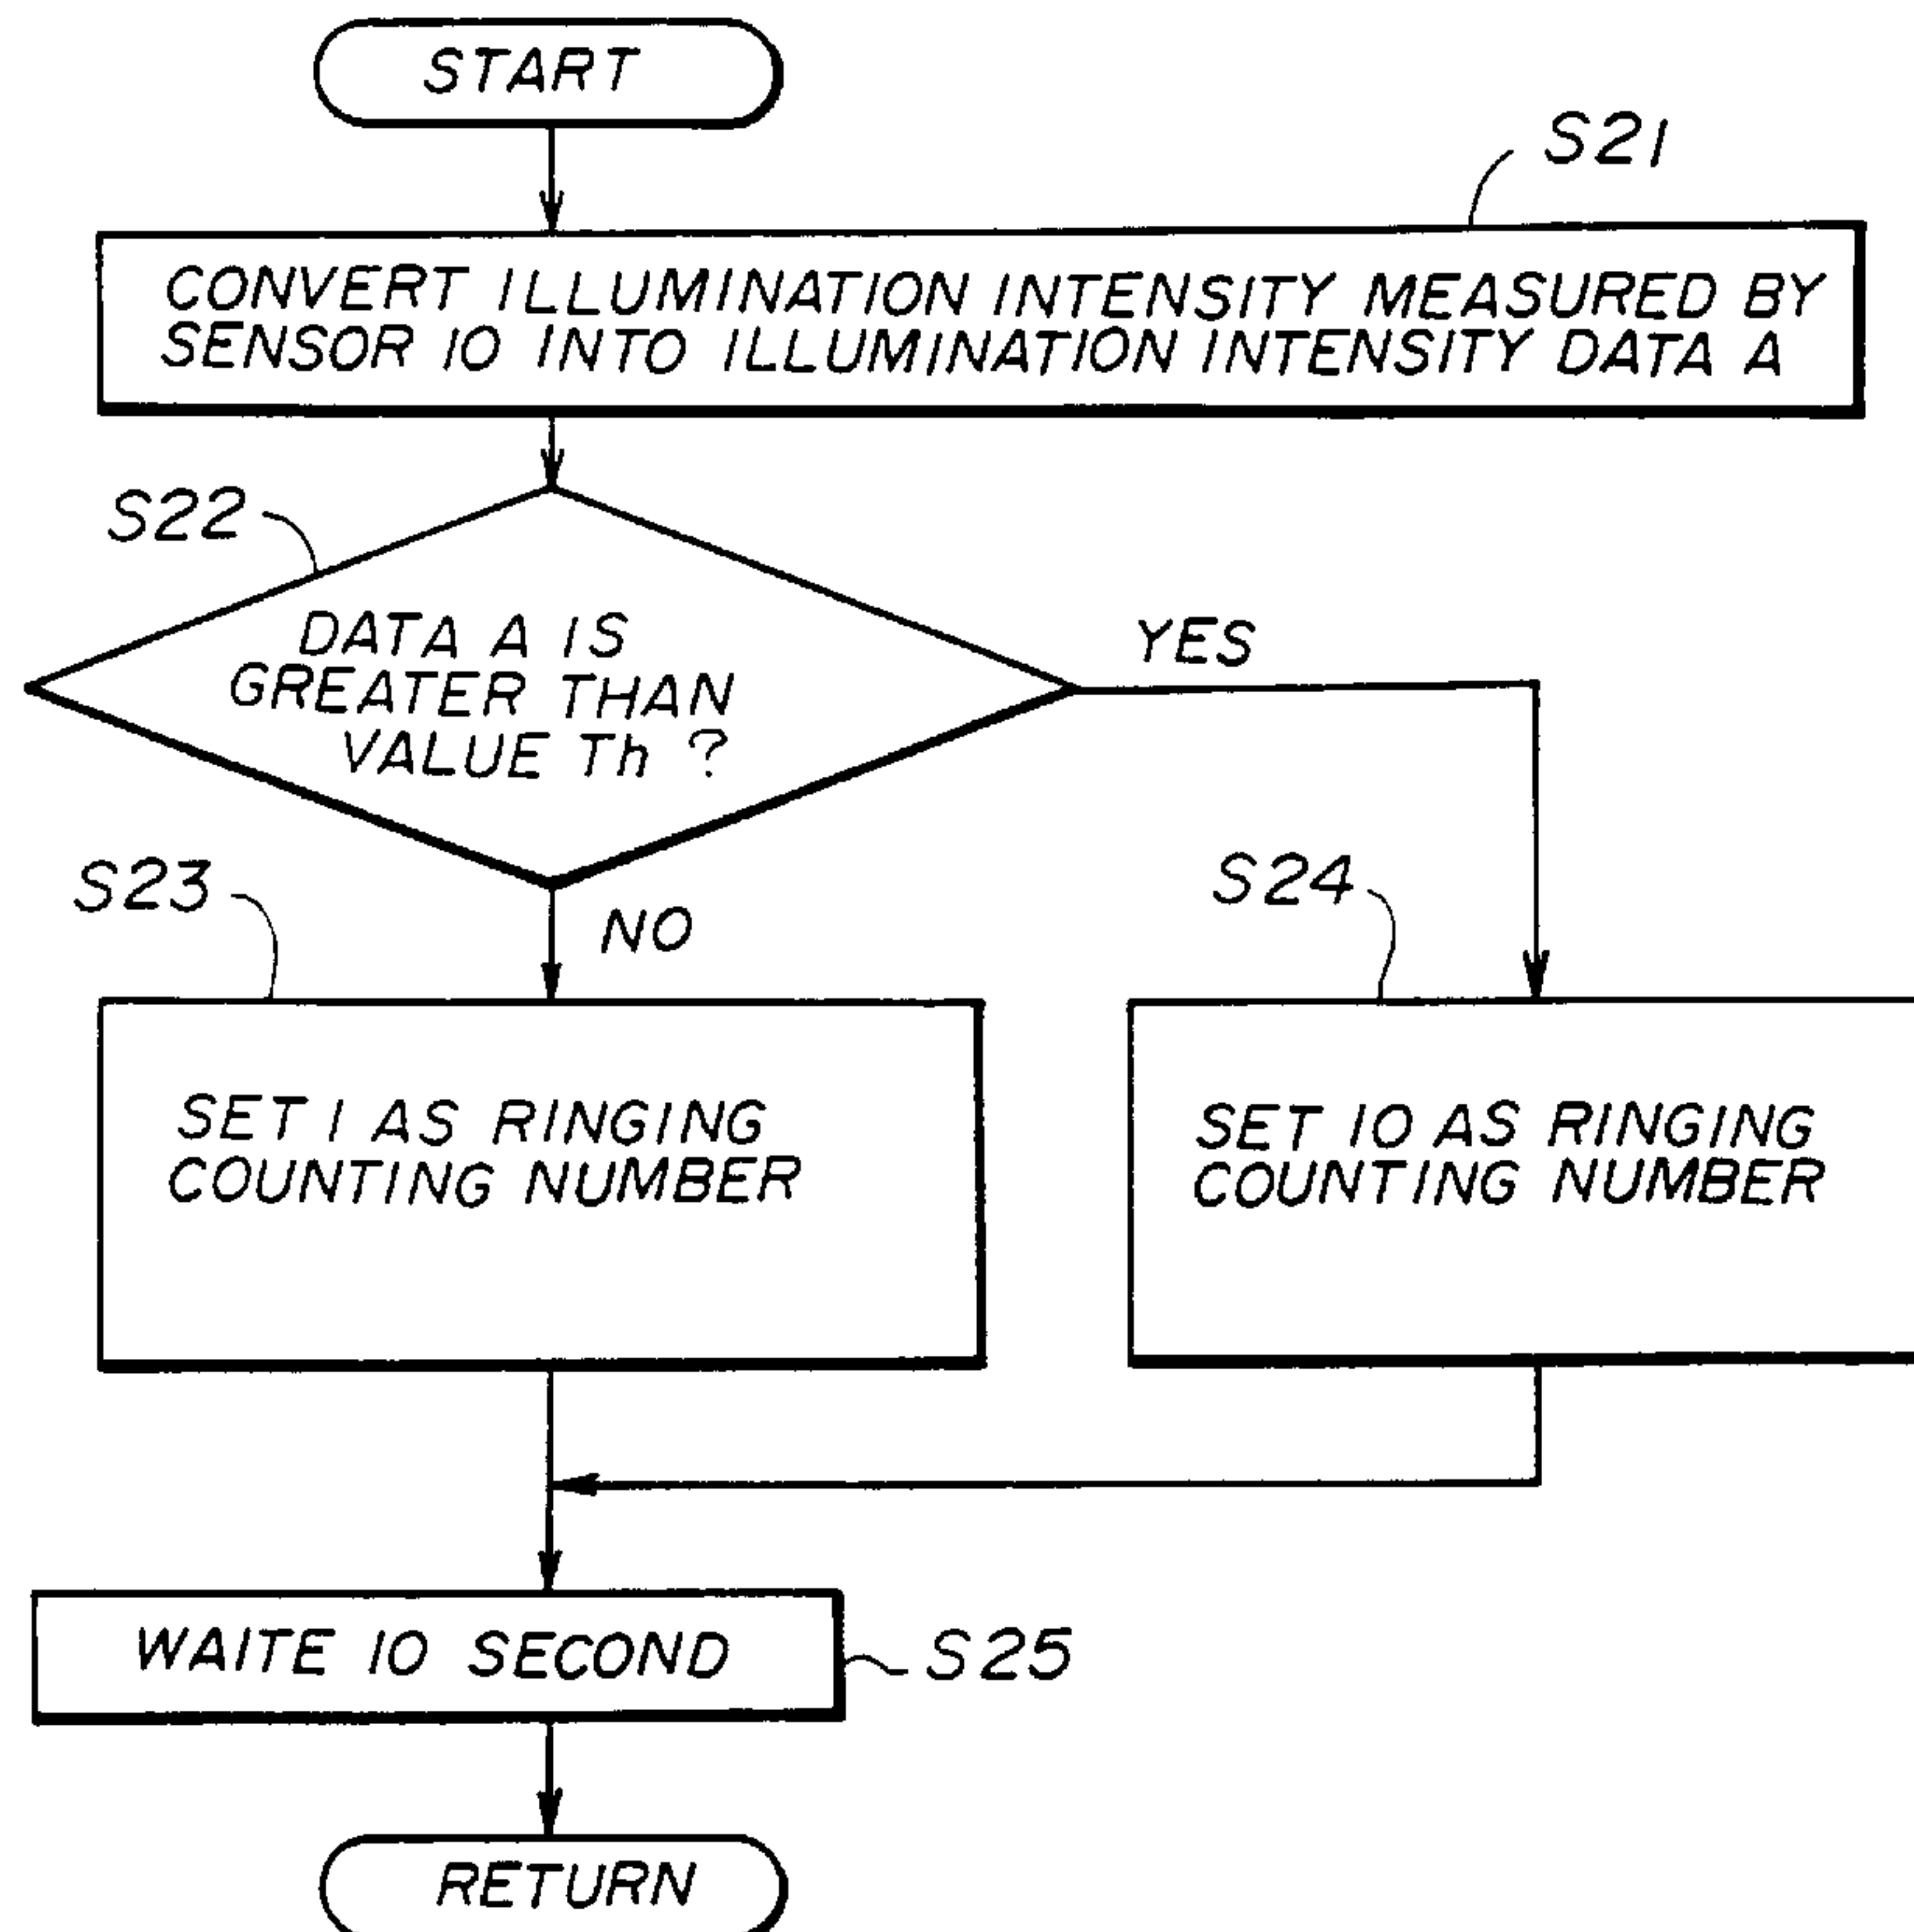 START
S21
CONVERT ILLUMINATION INTENSITY MEASURED BY
SENSOR 10 INTO ILLUMINATION INTENSITY DATA A
S22
DATA A IS
GREATER THAN
VALUE Th ?
YES
NO
S23
S24
SET 1 AS RINGING
COUNTING NUMBER
SET 10 AS RINGING
COUNTING NUMBER
WAITE 10 SECOND
S25
RETURN